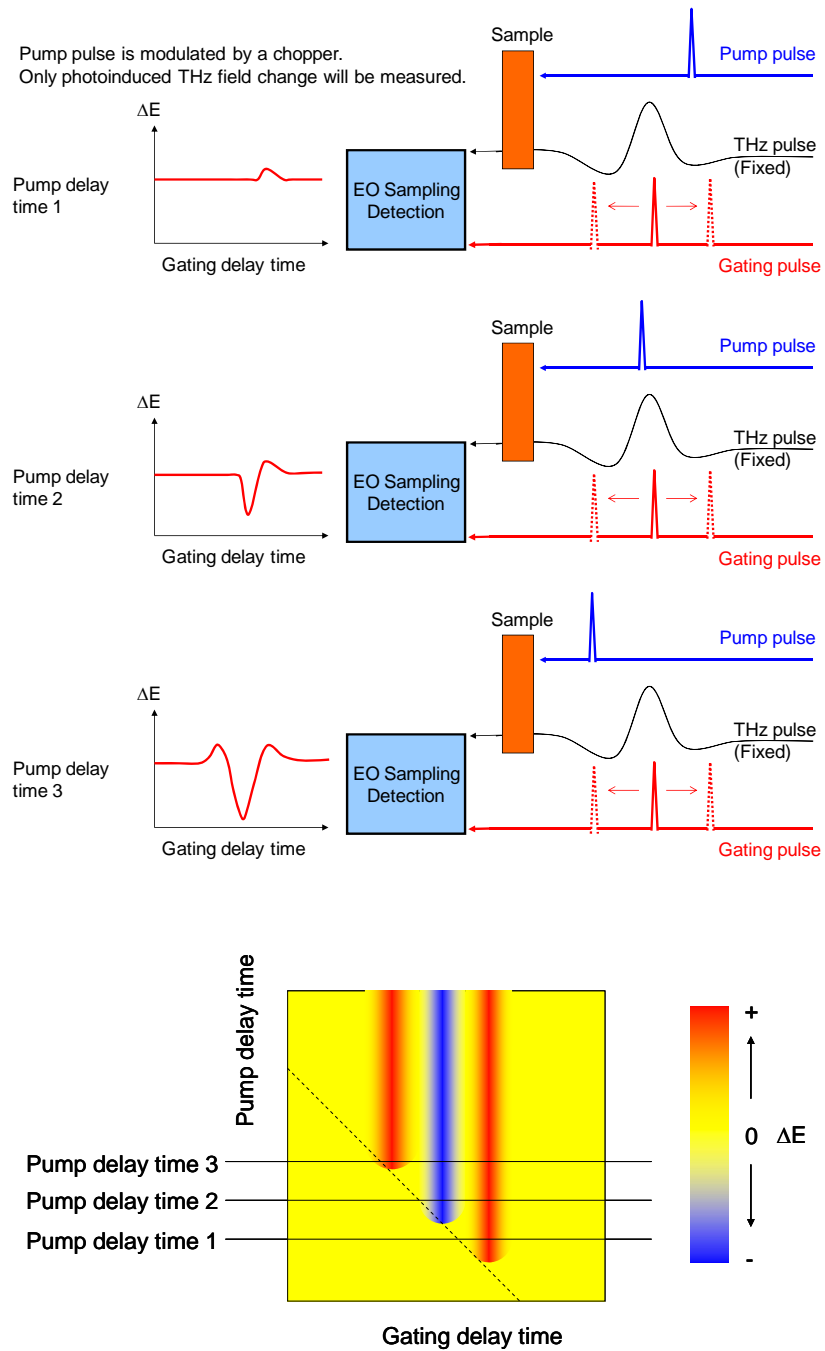 Pump pulse is modulated by a chopper.
Only photoinduced THz field change will be measured.
Sample
Pump pulse
ΔE
THz pulse
(Fixed)
Pump delay
time 1
EO Sampling
Detection
Gating delay time
Gating pulse
Sample
Pump pulse
ΔE
THz pulse
(Fixed)
Pump delay
time 2
EO Sampling
Detection
Gating delay time
Gating pulse
Sample
Pump pulse
ΔE
THz pulse
(Fixed)
Pump delay
time 3
EO Sampling
Detection
Gating delay time
Gating pulse
Pump delay time
+
0 ΔE
-
Pump delay time 3
Pump delay time 2
Pump delay time 1
Gating delay time